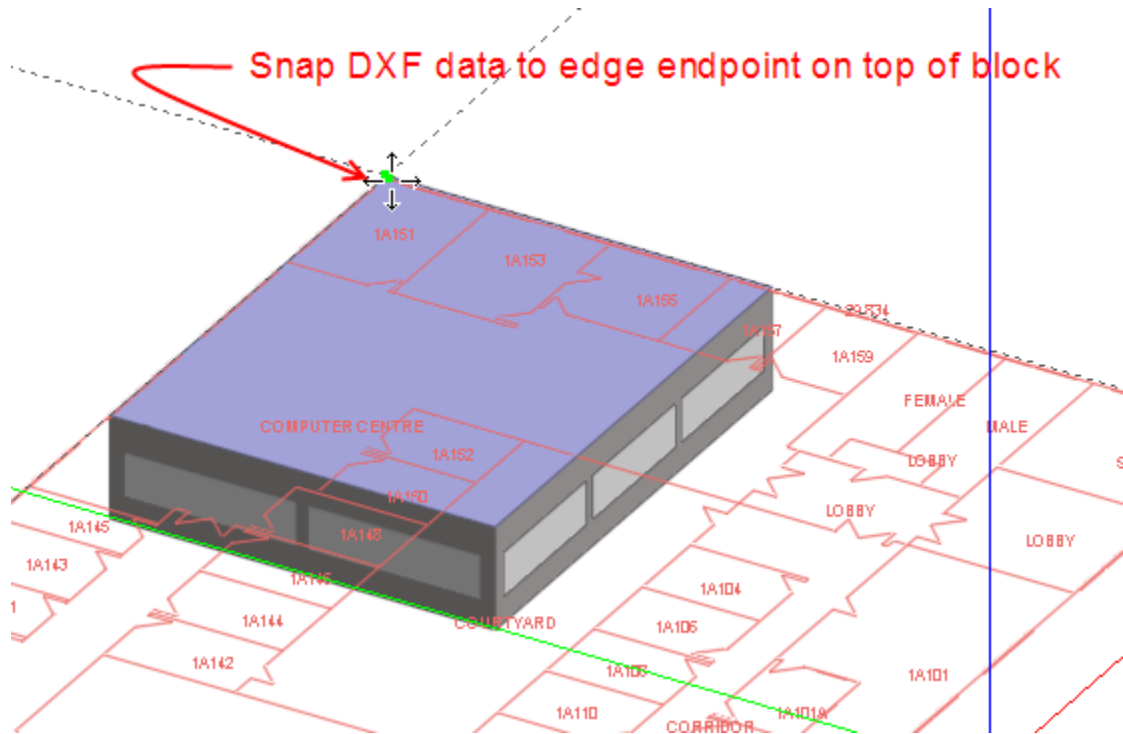 Snap DXF data to edge endpoint on top of block
1A151
1A153
1A155
1A157
1A159
FEMALE
MALE
COMPUTER CENTRE
1A152
LOBBY
1A150
LOBBY
1A145
1A148
LOBBY
1A143
1A104
1A144
COURTYARD
1A106
1A142
1A101
1A110
1A101A
CORRIDOR